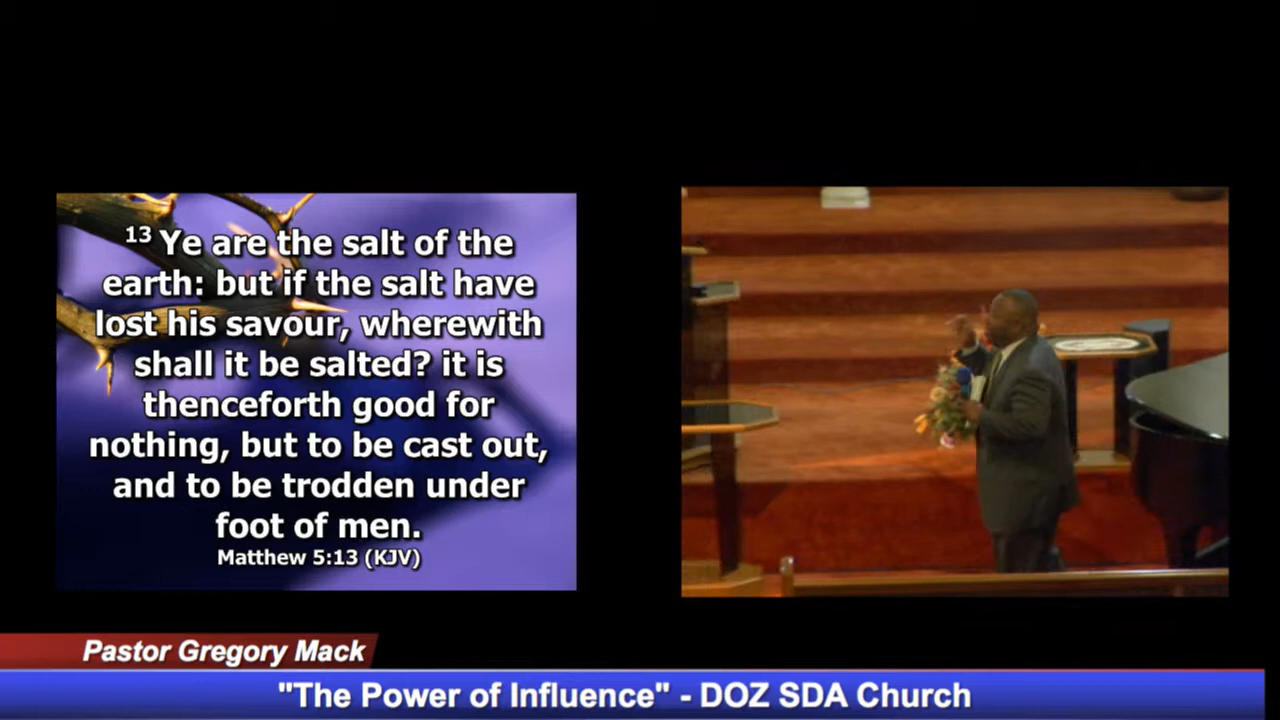 13 Ye are the salt of the
earth: but if the salt have
lost his savour, wherewith
shall it be salted? it is
thenceforth good for
nothing, but to be cast out,
and to be trodden under
foot of men.
Matthew 5:13 (KJV)
Pastor Gregory Mack
"The Power of Influence" - DOZ SDA Church